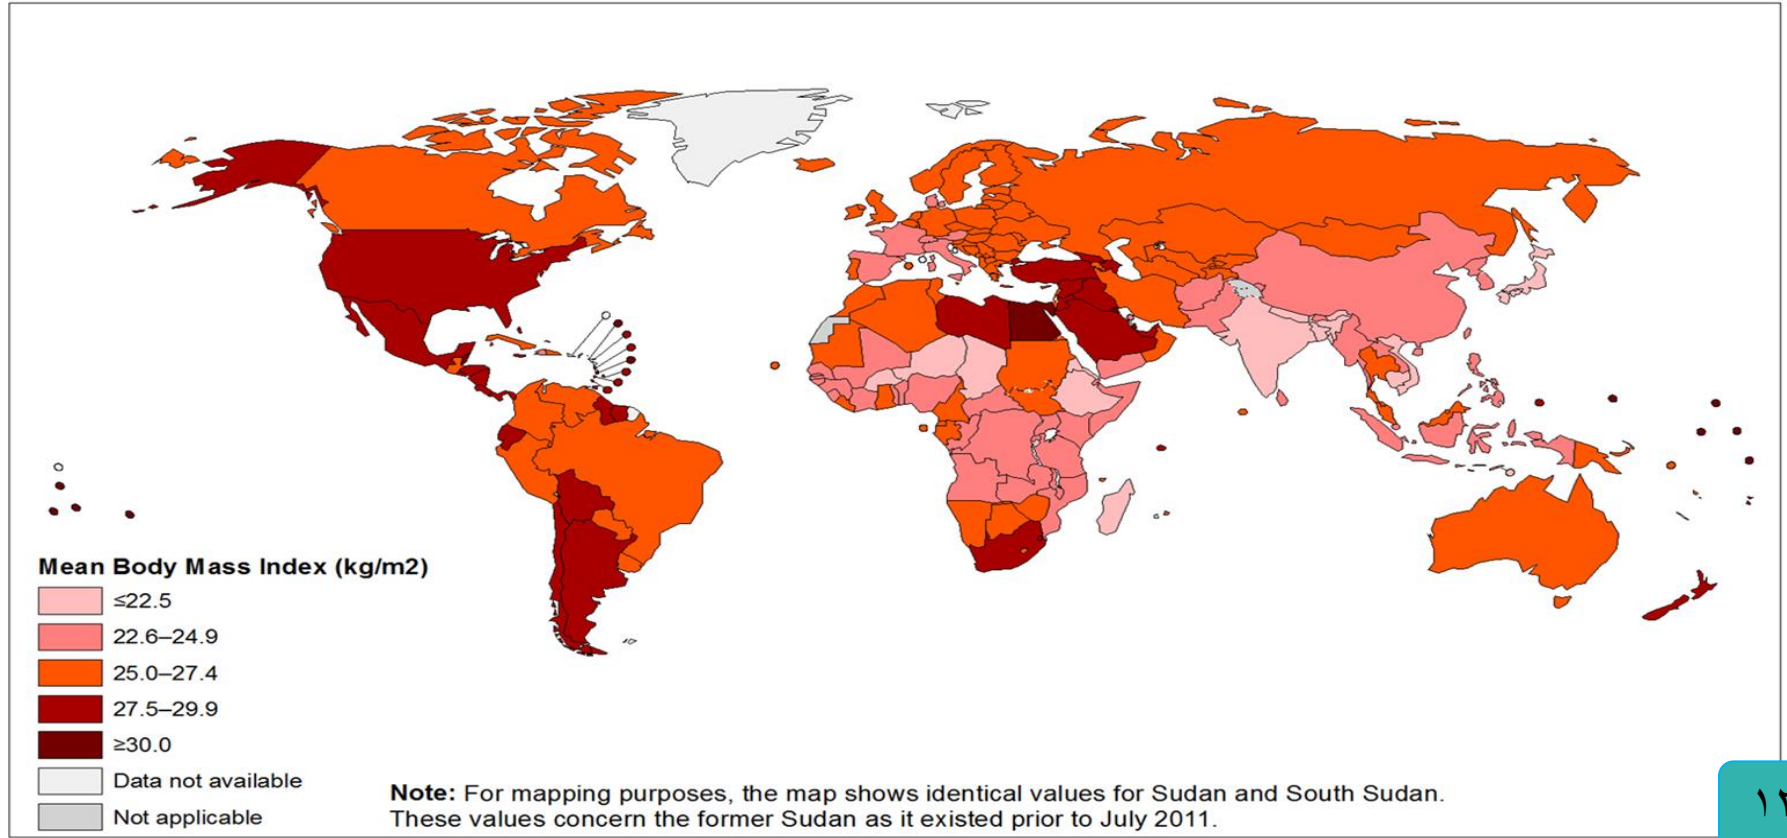 Mean Body Mass Index (kg/m2)
≤22.5
22.6–24.9
25.0–27.4
27.5–29.9
≥30.0
Data not available
Not applicable
Note: For mapping purposes, the map shows identical values for Sudan and South Sudan.
These values concern the former Sudan as it existed prior to July 2011.